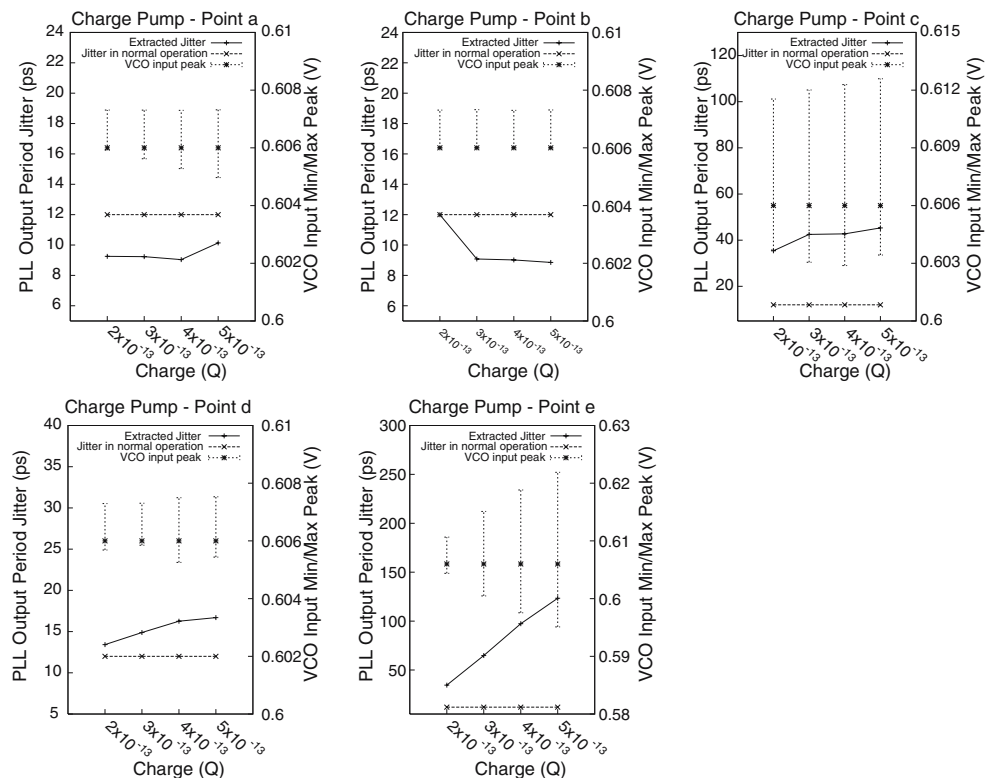 Charge Pump - Point a
Extracted Jitter
Jitter in normal operation
VCO input peak
PLL Output Period Jitter (ps)
24
22
20
18
16
14
12
10
8
6
VCO Input Min/Max Peak (V)
0.61
0.608
0.606
0.604
0.602
0.6
2x10-13
3x10-13
4x10-13
5x10-13
Charge (Q)
Charge Pump - Point b
Extracted Jitter
Jitter in normal operation
VCO input peak
PLL Output Period Jitter (ps)
24
22
20
18
16
14
12
10
8
6
VCO Input Min/Max Peak (V)
0.61
0.608
0.606
0.604
0.602
0.6
2x10-13
3x10-13
4x10-13
5x10-13
Charge (Q)
Charge Pump - Point c
Extracted Jitter
Jitter in normal operation
VCO input peak
PLL Output Period Jitter (ps)
120
100
80
60
40
20
VCO Input Min/Max Peak (V)
0.615
0.612
0.609
0.606
0.603
0.6
2x10-13
3x10-13
4x10-13
5x10-13
Charge (Q)
Charge Pump - Point d
Extracted Jitter
Jitter in normal operation
VCO input peak
PLL Output Period Jitter (ps)
40
35
30
25
20
15
10
5
VCO Input Min/Max Peak (V)
0.61
0.608
0.606
0.604
0.602
0.6
2x10-13
3x10-13
4x10-13
5x10-13
Charge (Q)
Charge Pump - Point e
Extracted Jitter
Jitter in normal operation
VCO input peak
PLL Output Period Jitter (ps)
300
250
200
150
100
50
VCO Input Min/Max Peak (V)
0.63
0.62
0.61
0.6
0.59
0.58
2x10-13
3x10-13
4x10-13
5x10-13
Charge (Q)